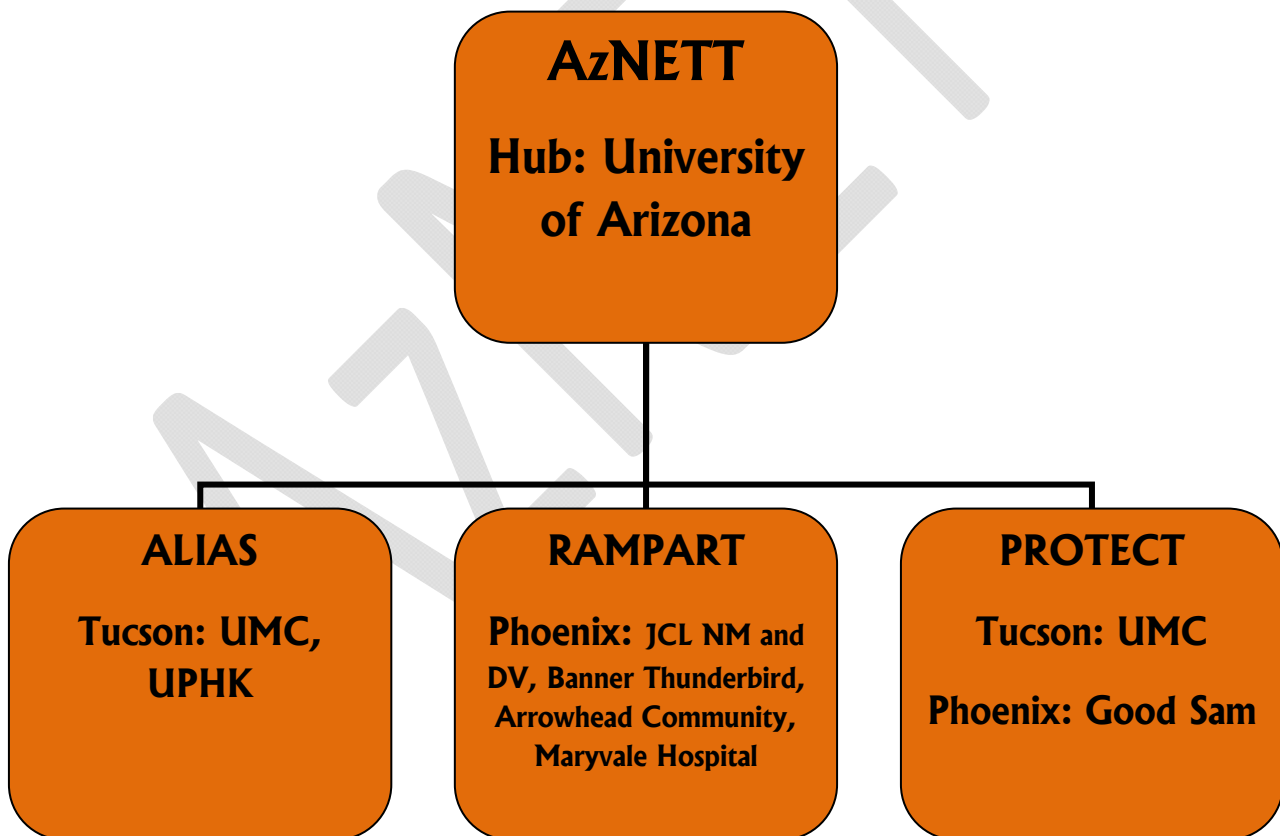 AzNETT
Hub: University
of Arizona
ALIAS
Tucson: UMC,
UPHK
RAMPART
Phoenix: JCL NM and
DV, Banner Thunderbird,
Arrowhead Community,
Maryvale Hospital
PROTECT
Tucson: UMC
Phoenix: Good Sam